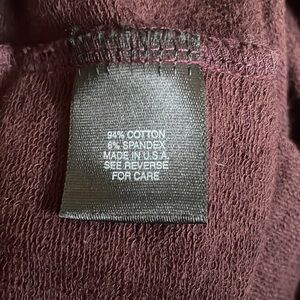 94% COTTON
6% SPANDEX
MADE IN U.S.A.
SEE REVERSE
FOR CARE